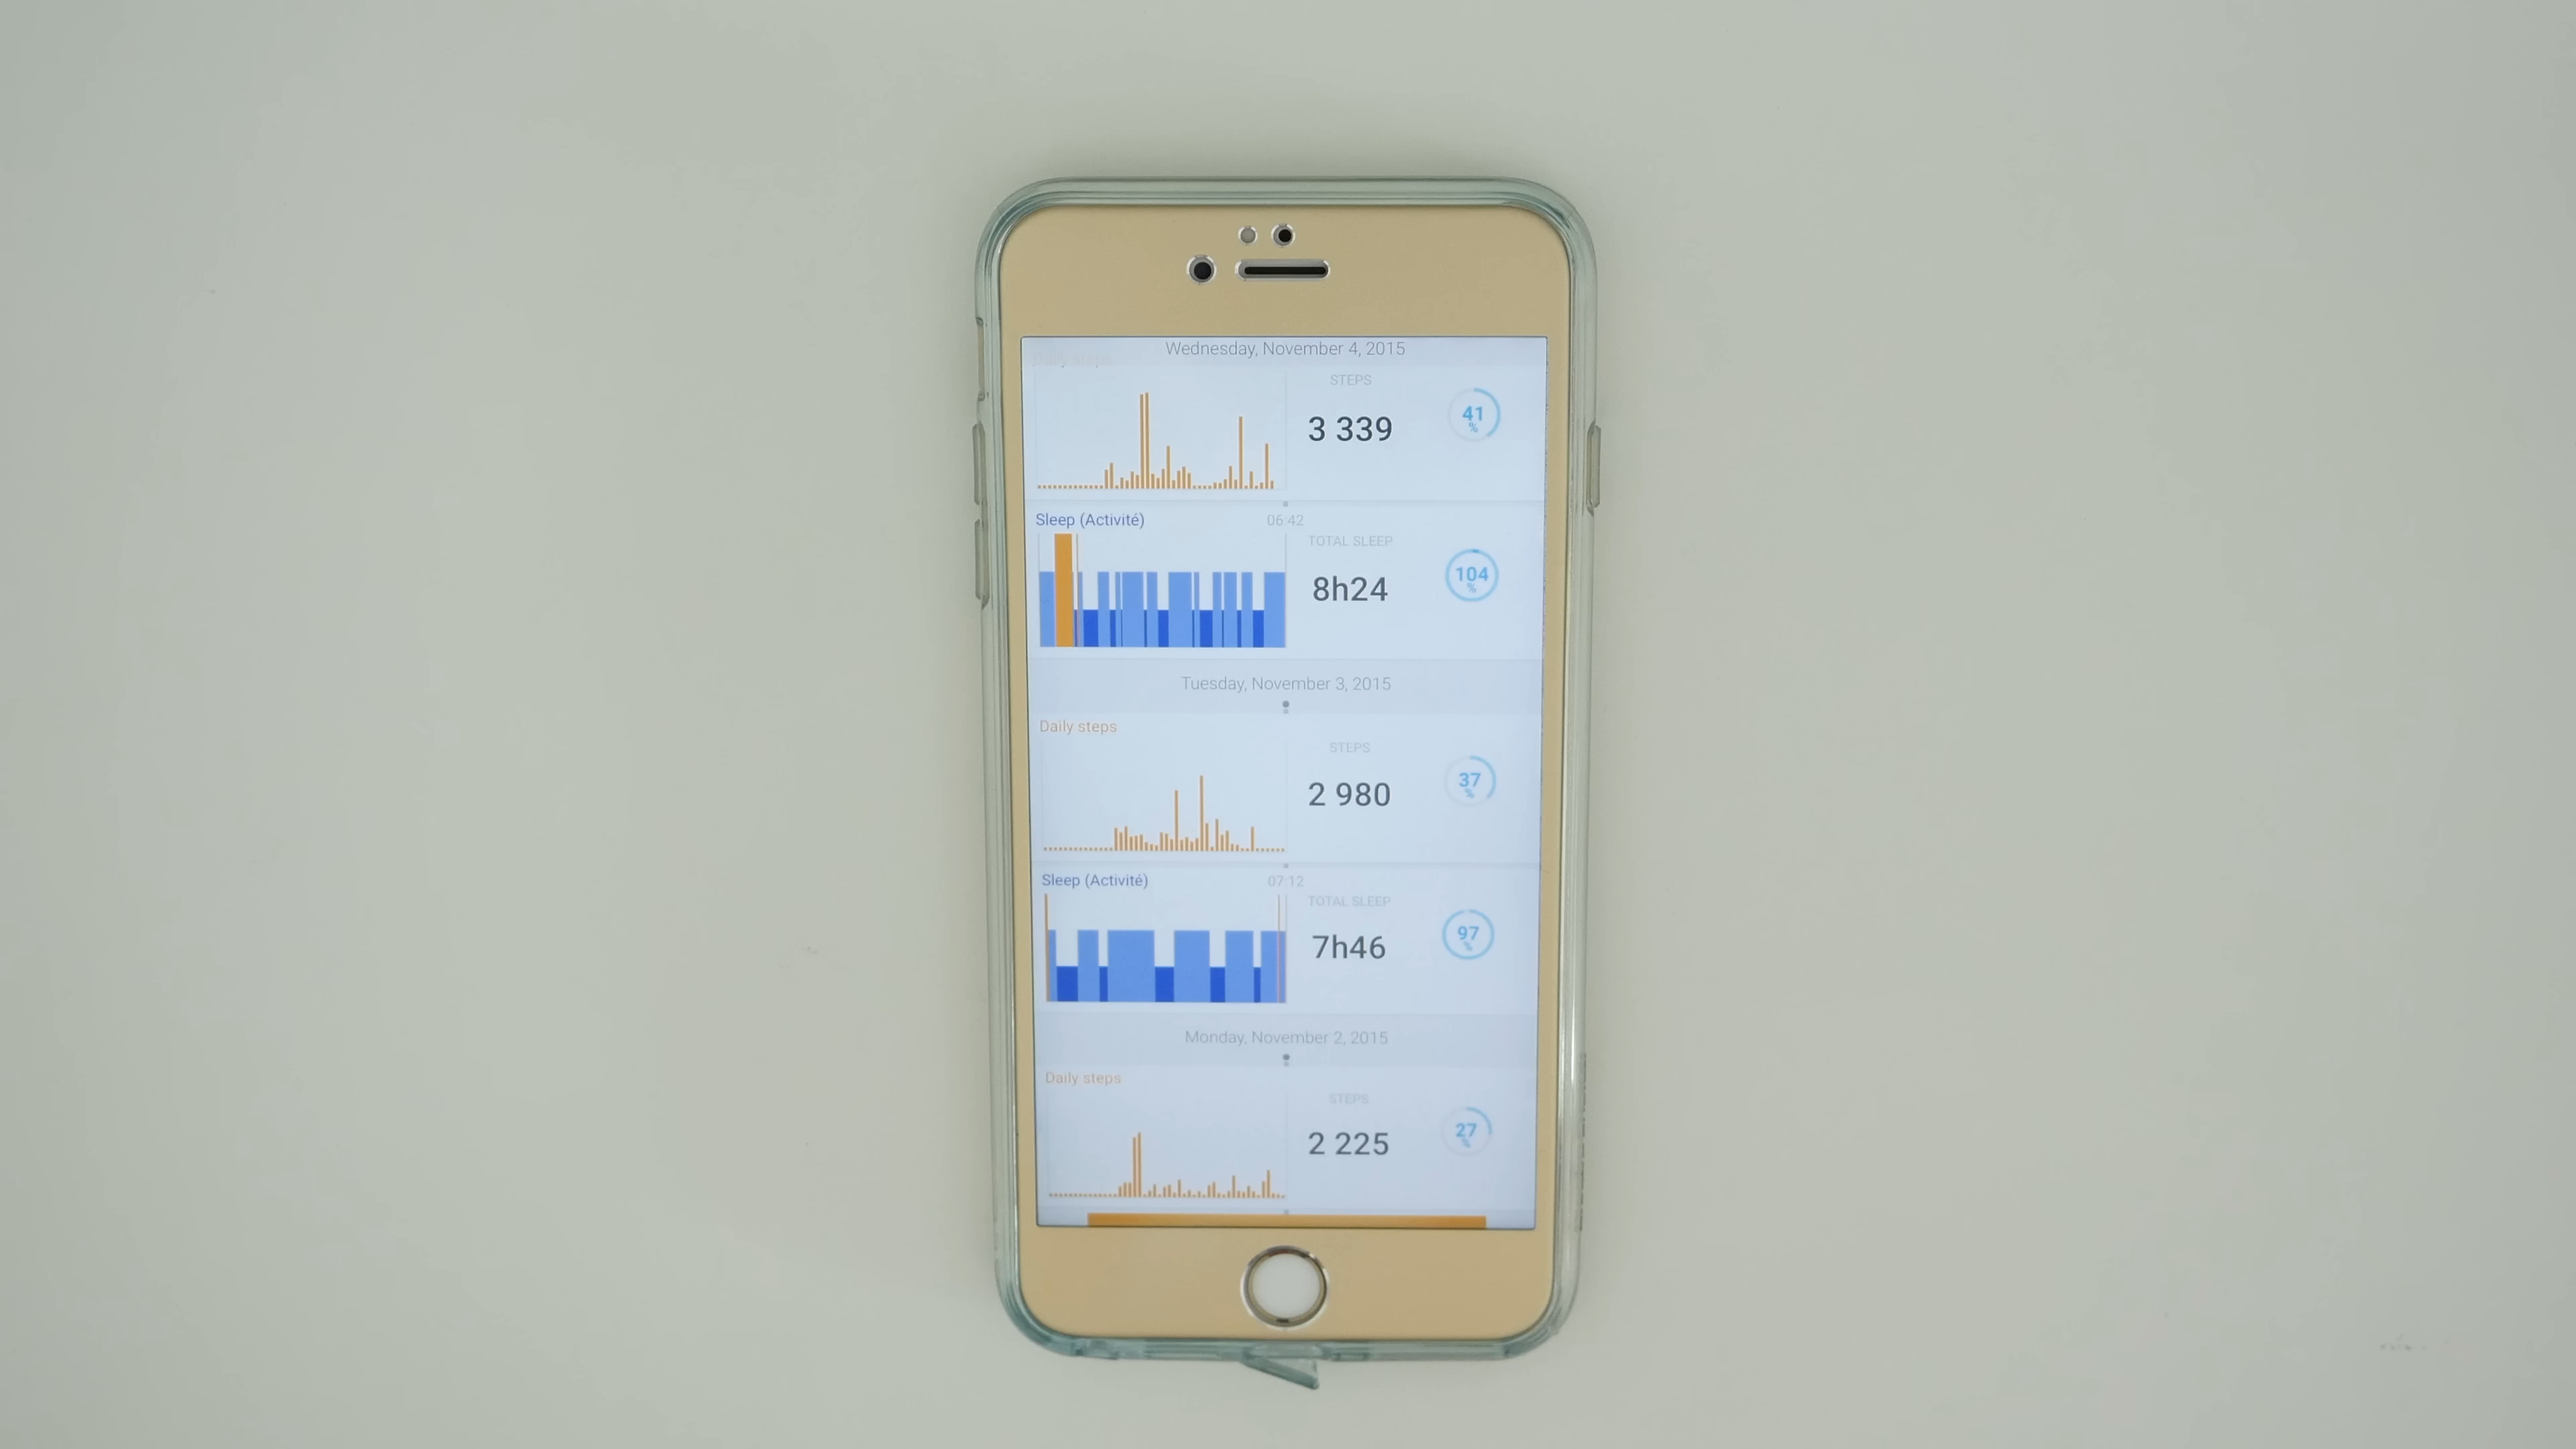 Wednesday, November 4, 2015
Daily steps
STEPS
3 339
41
%
Sleep (Activité)
06:42
TOTAL SLEEP
8h24
104
%
Tuesday, November 3, 2015
Daily steps
STEPS
2 980
37
%
Sleep (Activité)
07:12
TOTAL SLEEP
7h46
97
%
Monday, November 2, 2015
Daily steps
STEPS
2 225
27
%